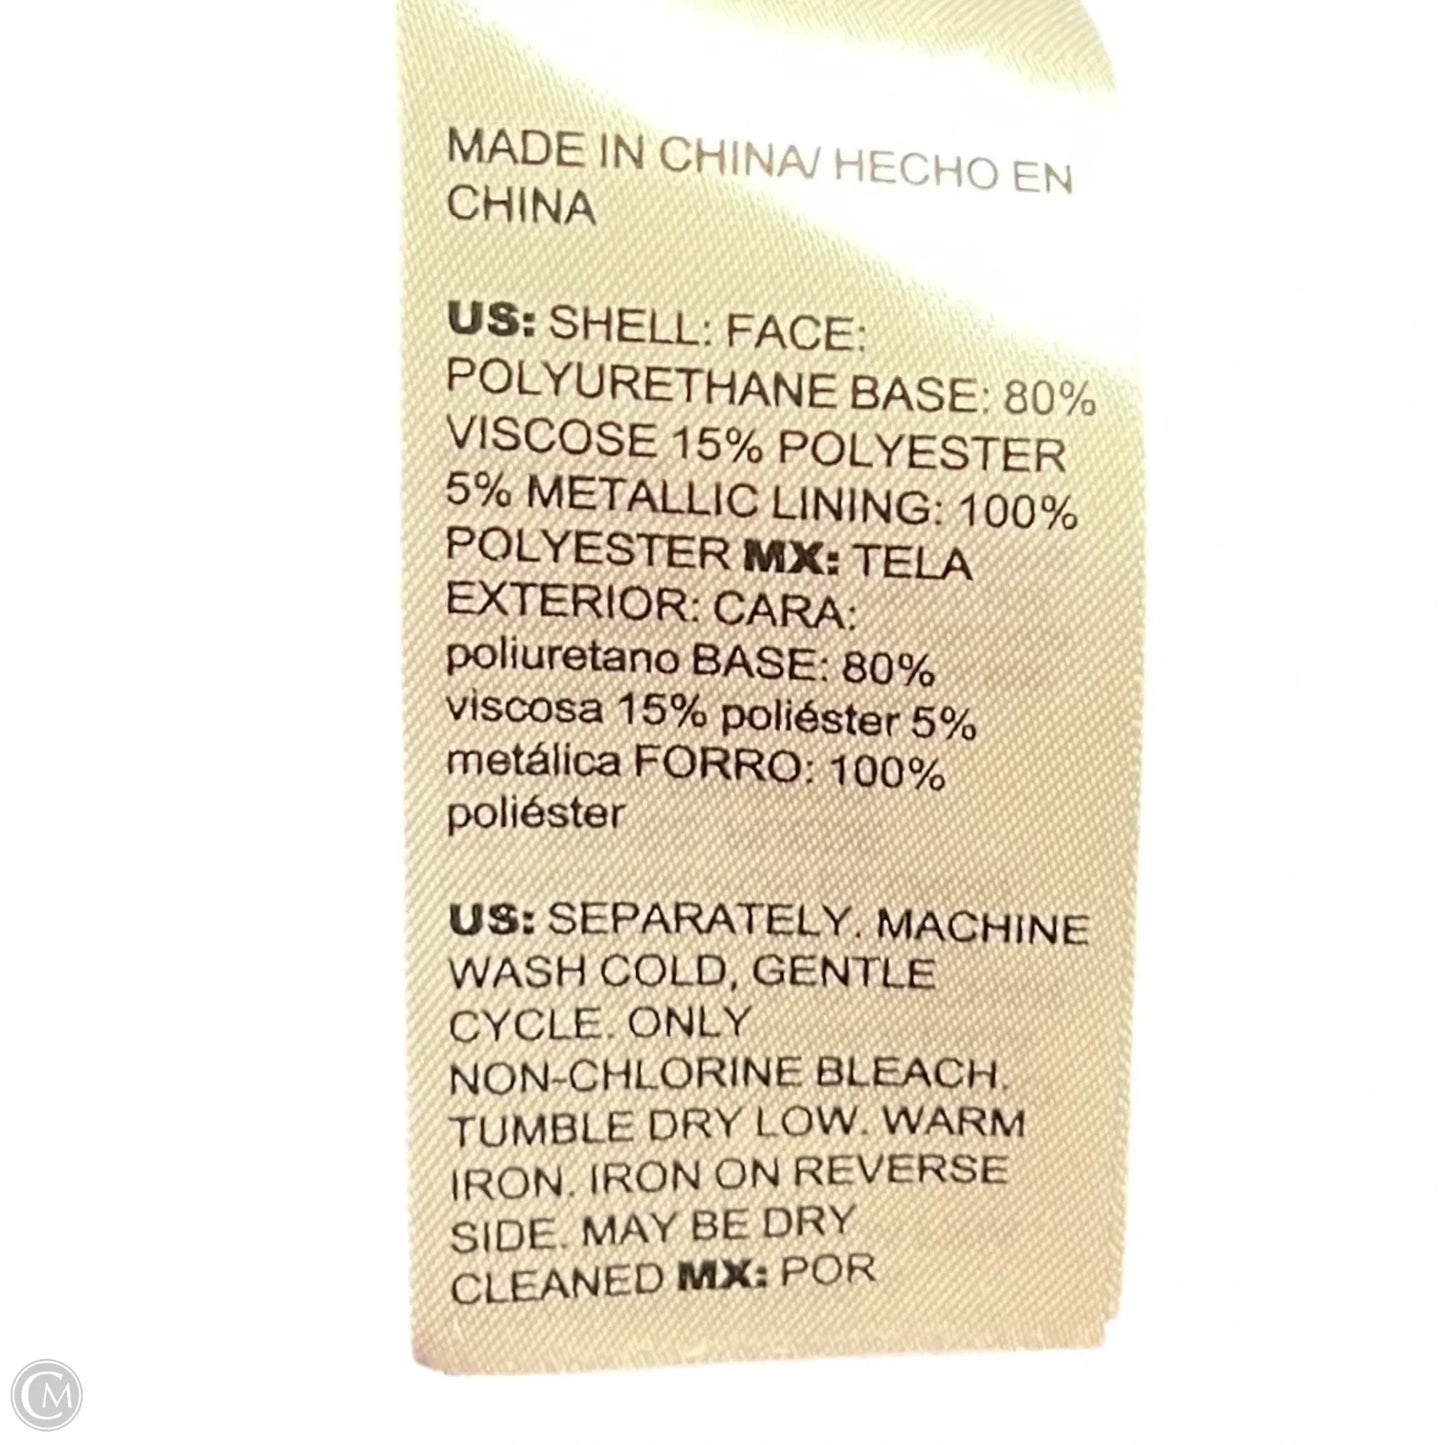 MADE IN CHINA/ HECHO EN
CHINA
US: SHELL: FACE:
POLYURETHANE BASE: 80%
VISCOSE 15% POLYESTER
5% METALLIC LINING: 100%
POLYESTER MX: TELA
EXTERIOR: CARA:
poliuretano BASE: 80%
viscosa 15% poliéster 5%
metálica FORRO: 100%
poliéster
US: SEPARATELY. MACHINE
WASH COLD, GENTLE
CYCLE. ONLY
NON-CHLORINE BLEACH.
TUMBLE DRY LOW. WARM
IRON. IRON ON REVERSE
SIDE. MAY BE DRY
CLEANED MX: POR
CM